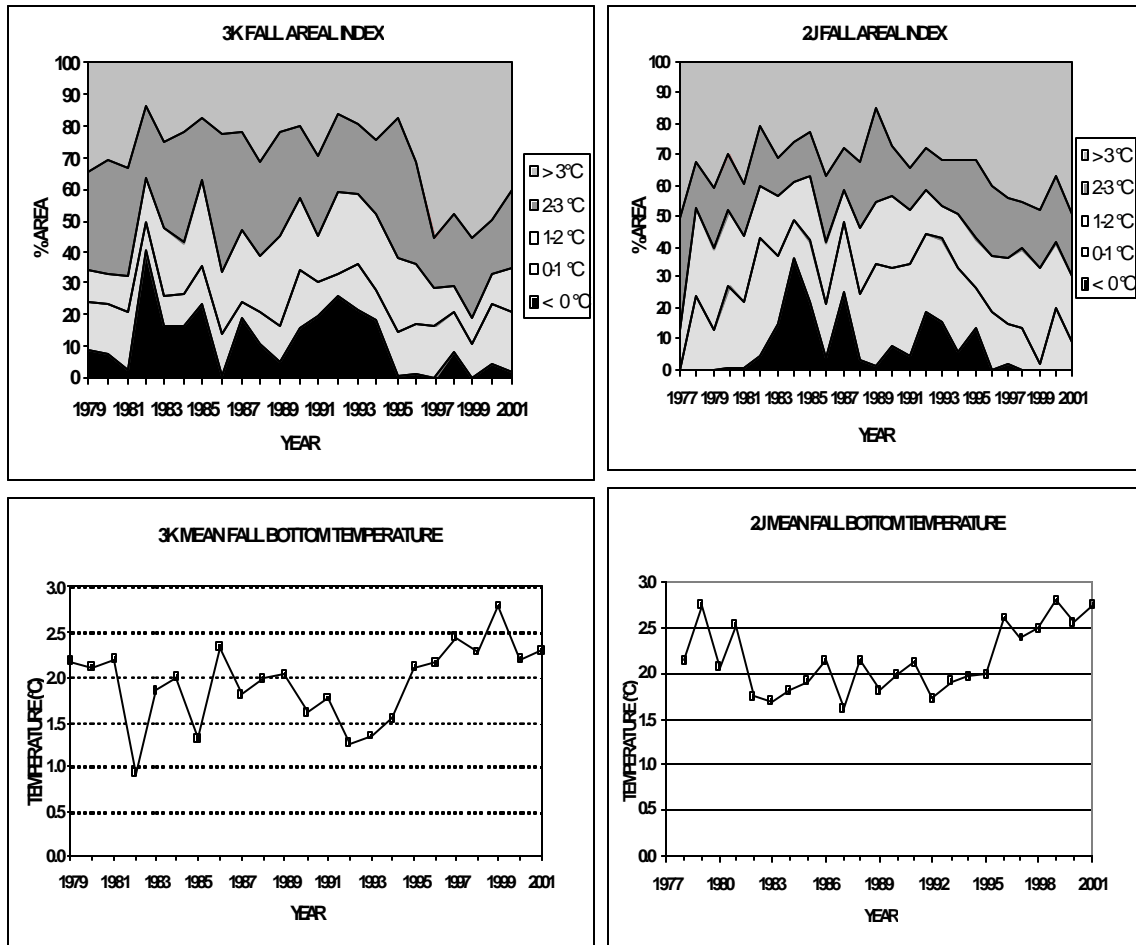 3K FALL AREAL INDEX
100
90
80
70
60
50
40
30
20
10
0
% AREA
1979 1981 1983 1985 1987 1989 1991 1993 1995 1997 1999 2001
YEAR
> 3°C
2-3 °C
1-2 °C
0-1 °C
< 0 °C
2J FALL AREAL INDEX
100
90
80
70
60
50
40
30
20
10
0
% AREA
1977 1979 1981 1983 1985 1987 1989 1991 1993 1995 1997 1999 2001
YEAR
> 3°C
2-3 °C
1-2 °C
0-1 °C
< 0 °C
3K MEAN FALL BOTTOM TEMPERATURE
3.0
2.5
2.0
1.5
1.0
0.5
0.0
TEMPERATURE (°C)
1979 1981 1983 1985 1987 1989 1991 1993 1995 1997 1999 2001
YEAR
2J MEAN FALL BOTTOM TEMPERATURE
3.0
2.5
2.0
1.5
1.0
0.5
0.0
TEMPERATURE (°C)
1977 1980 1983 1986 1989 1992 1995 1998 2001
YEAR